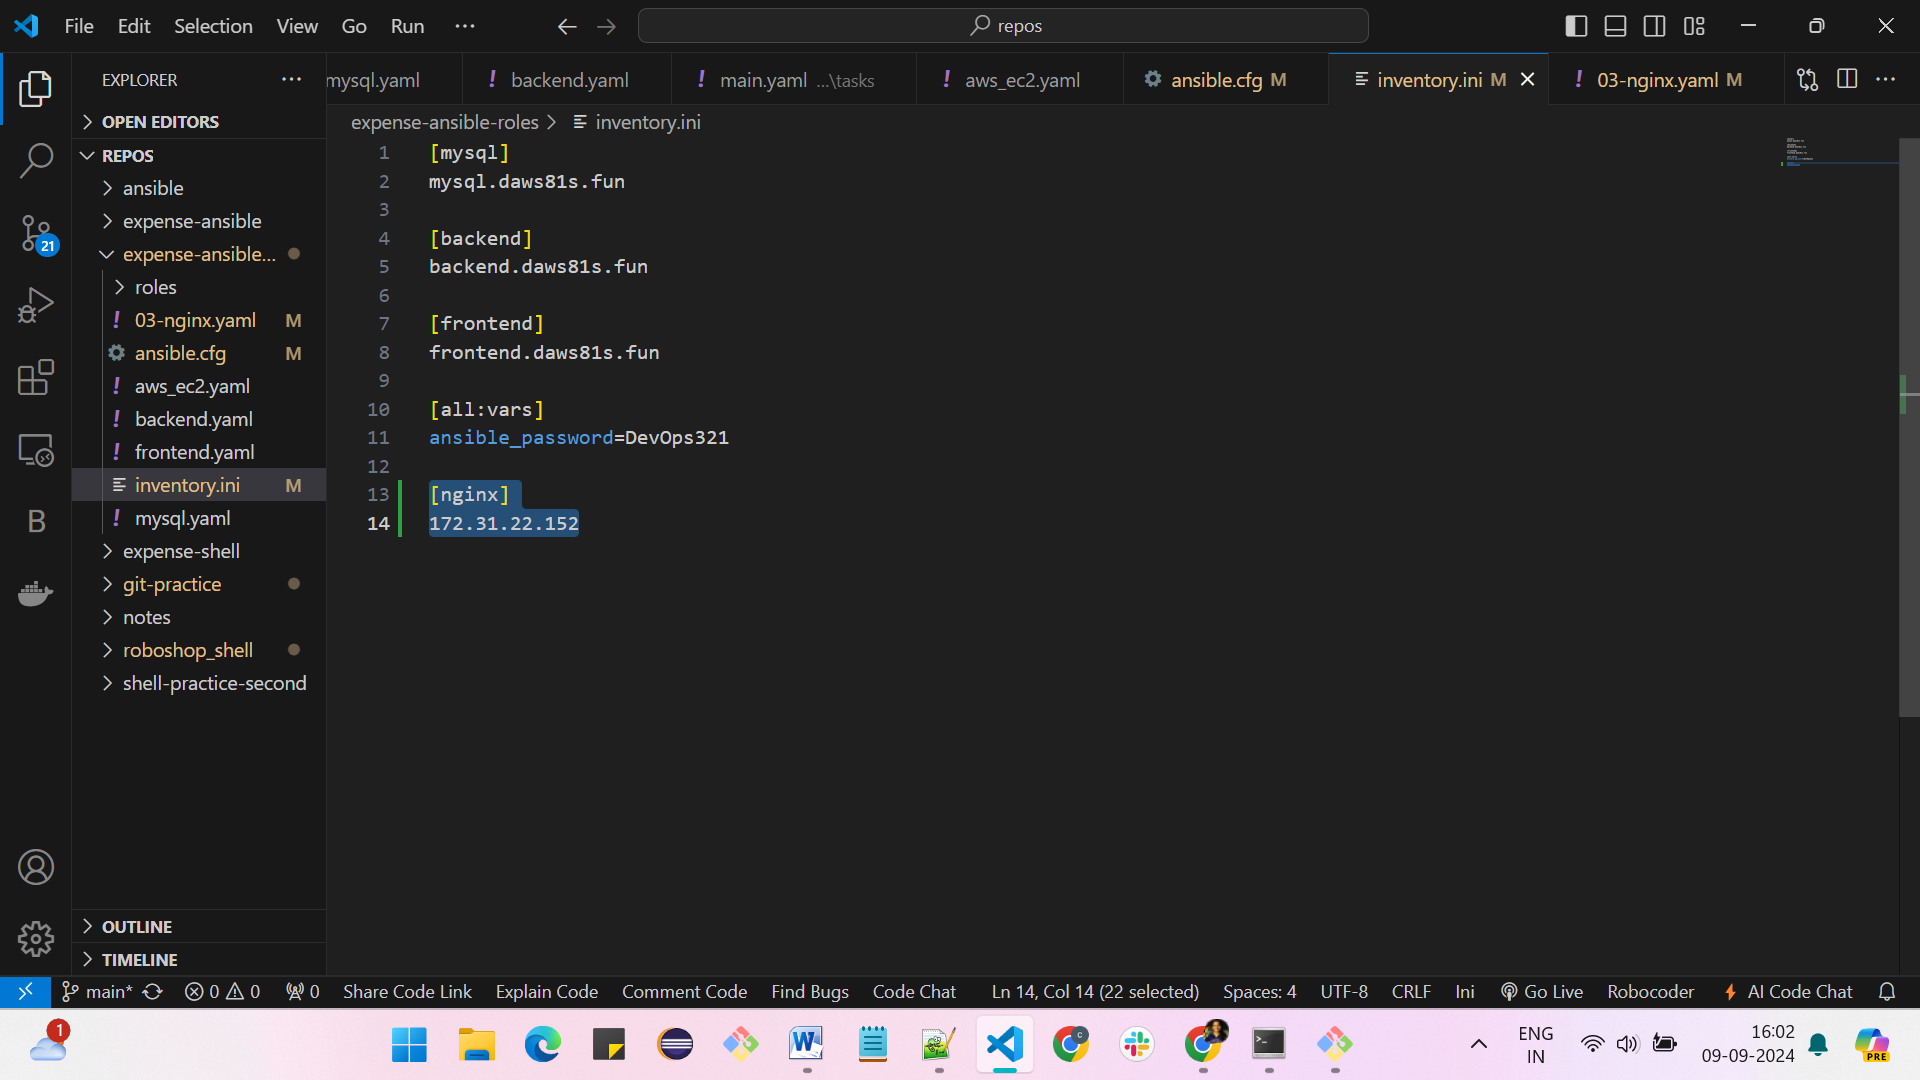 File Edit Selection View Go Run ···
repos
EXPLORER ···
OPEN EDITORS
REPOS
ansible
expense-ansible
expense-ansible...
roles
! 03-nginx.yaml M
ansible.cfg M
! aws_ec2.yaml
! backend.yaml
! frontend.yaml
inventory.ini M
! mysql.yaml
expense-shell
git-practice
notes
roboshop_shell
shell-practice-second
OUTLINE
TIMELINE
21
B
mysql.yaml ! backend.yaml ! main.yaml ...\tasks ! aws_ec2.yaml ansible.cfg M inventory.ini M ! 03-nginx.yaml M ···
expense-ansible-roles > inventory.ini
1 [mysql]
2 mysql.daws81s.fun
3
4 [backend]
5 backend.daws81s.fun
6
7 [frontend]
8 frontend.daws81s.fun
9
10 [all:vars]
11 ansible_password=DevOps321
12
13 [nginx]
14 172.31.22.152
main* 0 0 0 Share Code Link Explain Code Comment Code Find Bugs Code Chat Ln 14, Col 14 (22 selected) Spaces: 4 UTF-8 CRLF Ini Go Live Robocoder AI Code Chat
1
W
C
ENG
IN
16:02
09-09-2024
PRE